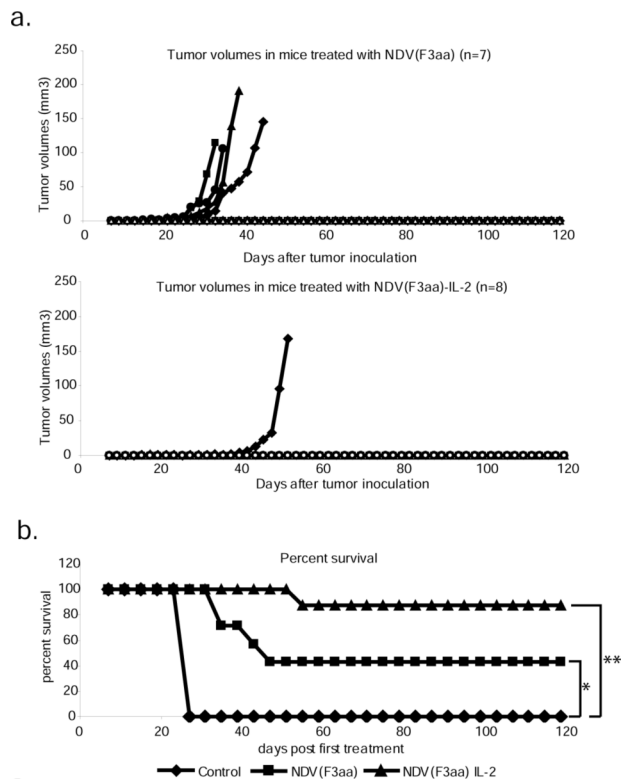 a.
Tumor volumes in mice treated with NDV(F3aa) (n=7)
Tumor volumes (mm3)
250
200
150
100
50
0
0 20 40 60 80 100 120
Days after tumor inoculation
Tumor volumes in mice treated with NDV(F3aa)-IL-2 (n=8)
Tumor volumes (mm3)
250
200
150
100
50
0
0 20 40 60 80 100 120
Days after tumor inoculation
b.
Percent survival
percent survival
120
100
80
60
40
20
0
0 20 40 60 80 100 120
days post first treatment
*
**
Control NDV(F3aa) NDV(F3aa) IL-2